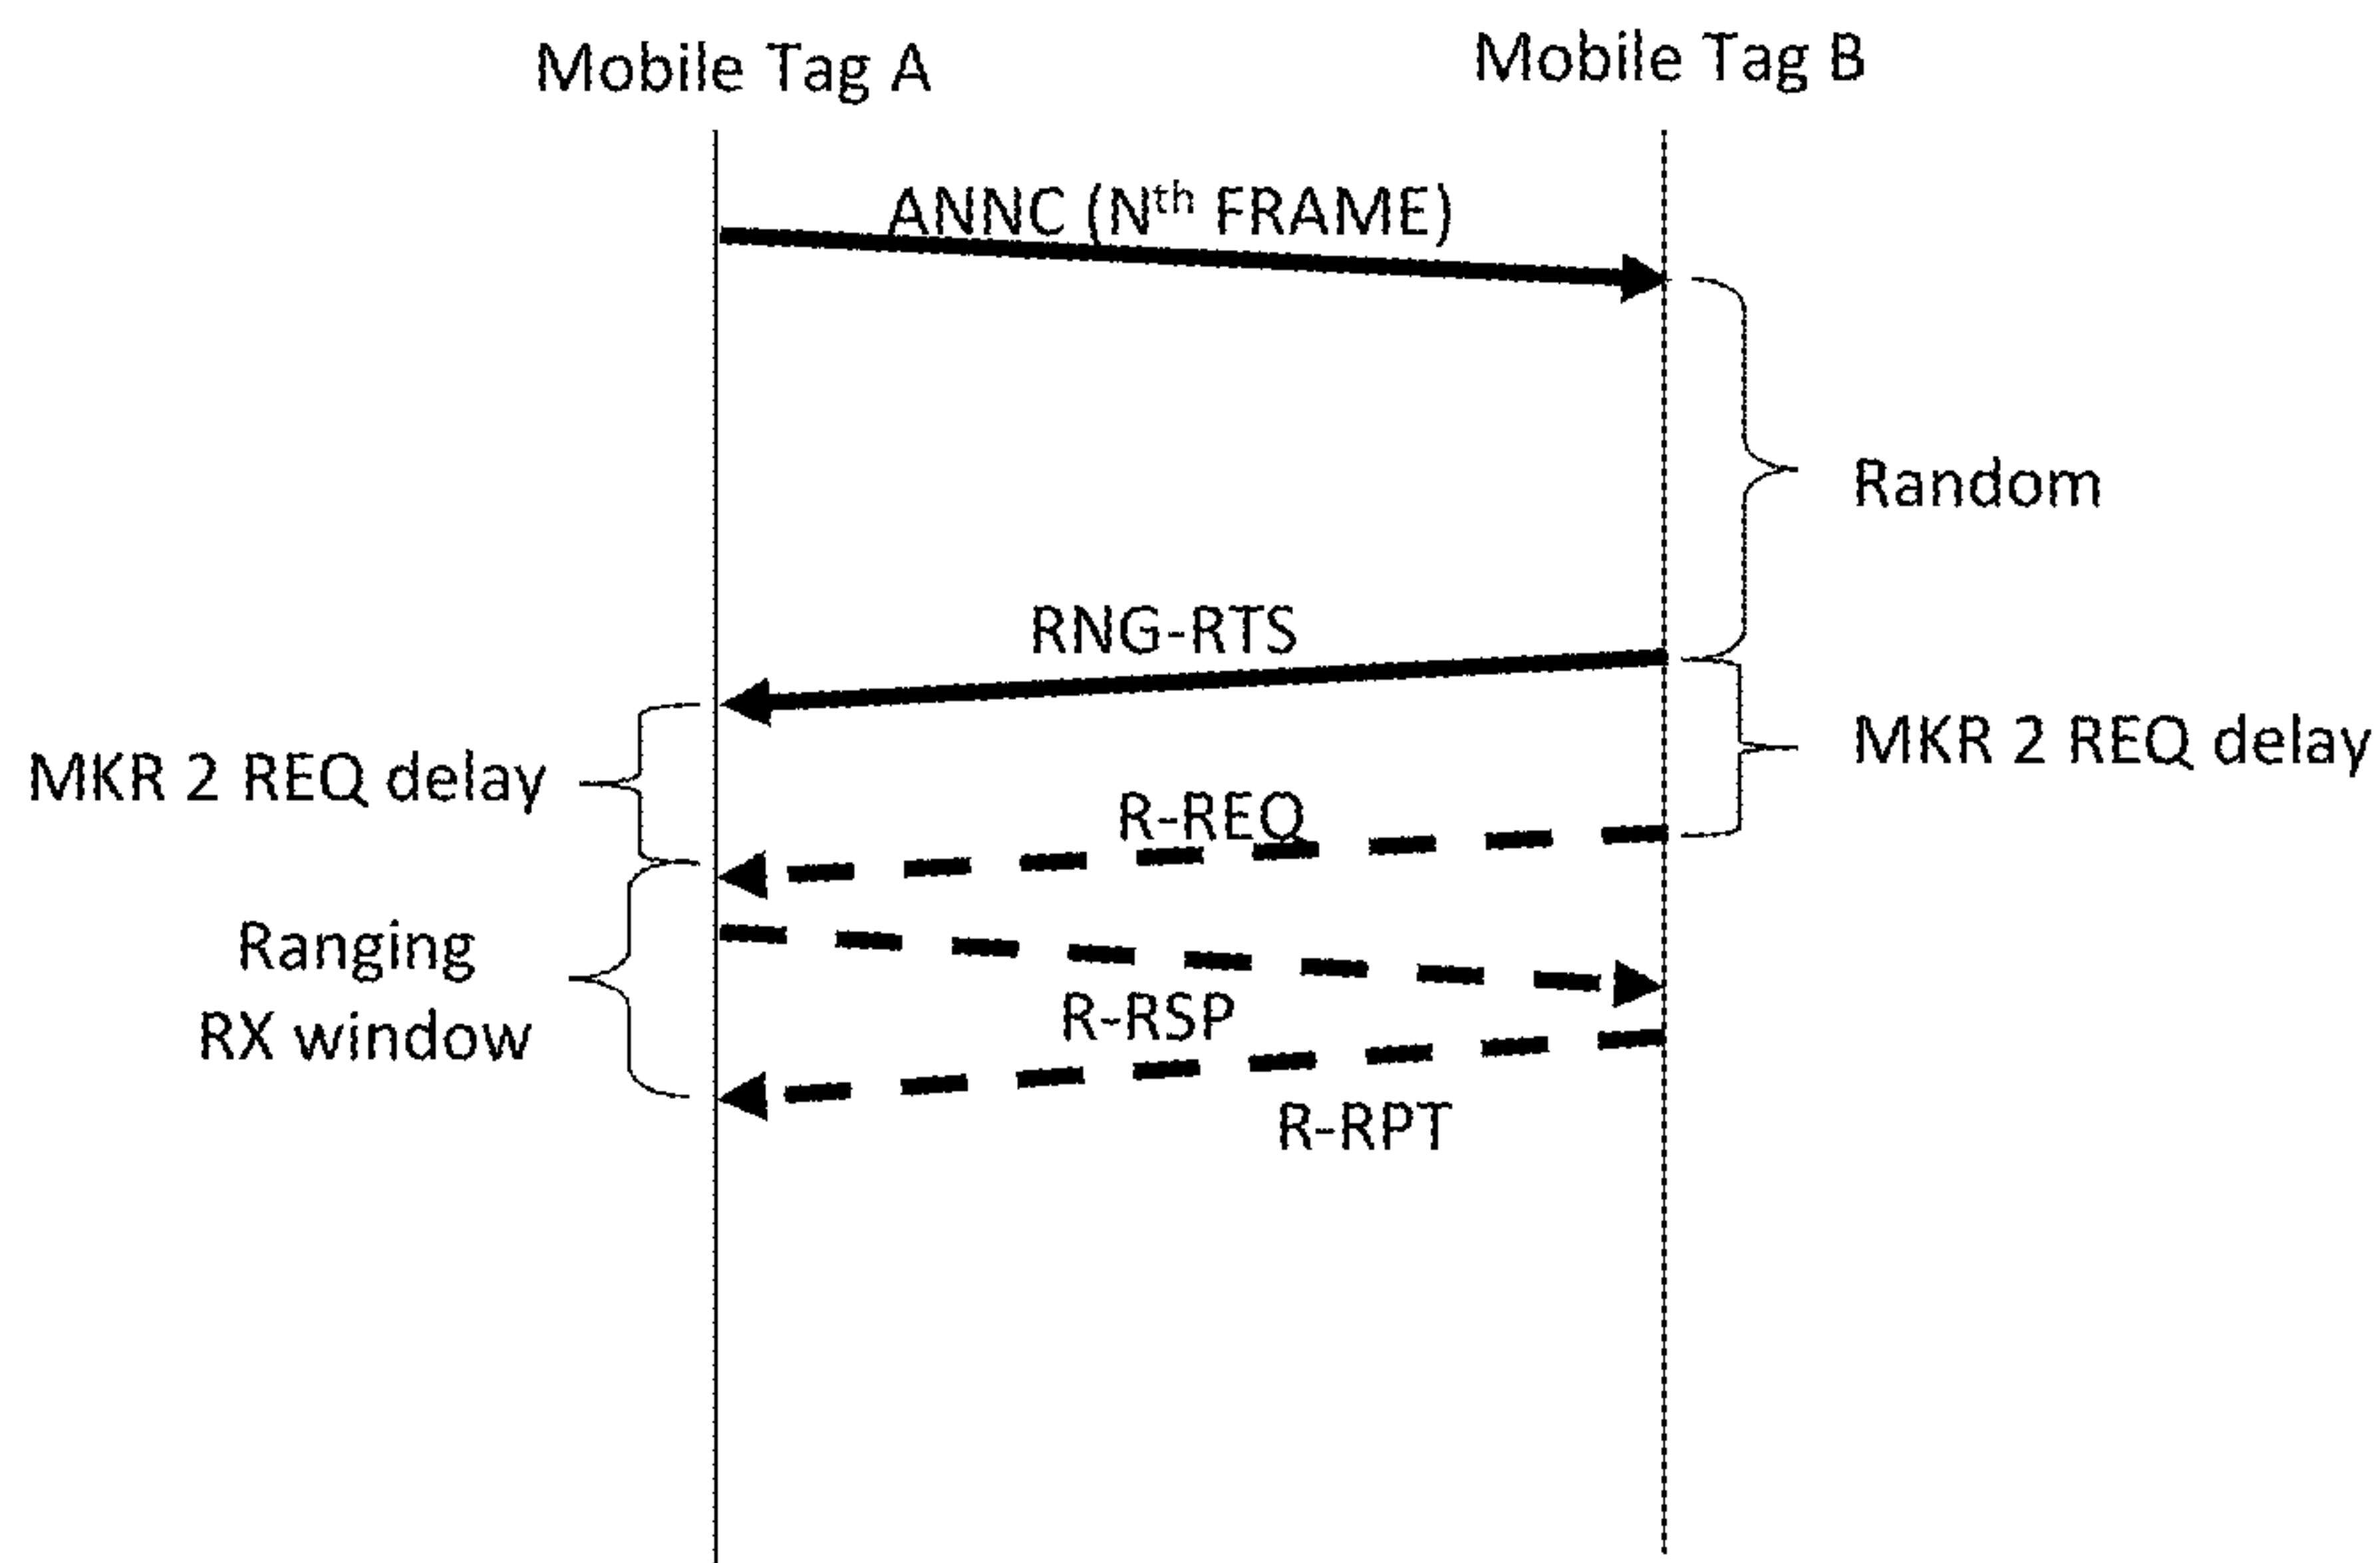 Mobile Tag A
Mobile Tag B
ANNC (Nth FRAME)
Random
RNG-RTS
MKR 2 REQ delay
MKR 2 REQ delay
R-REQ
Ranging
RX window
R-RSP
R-RPT